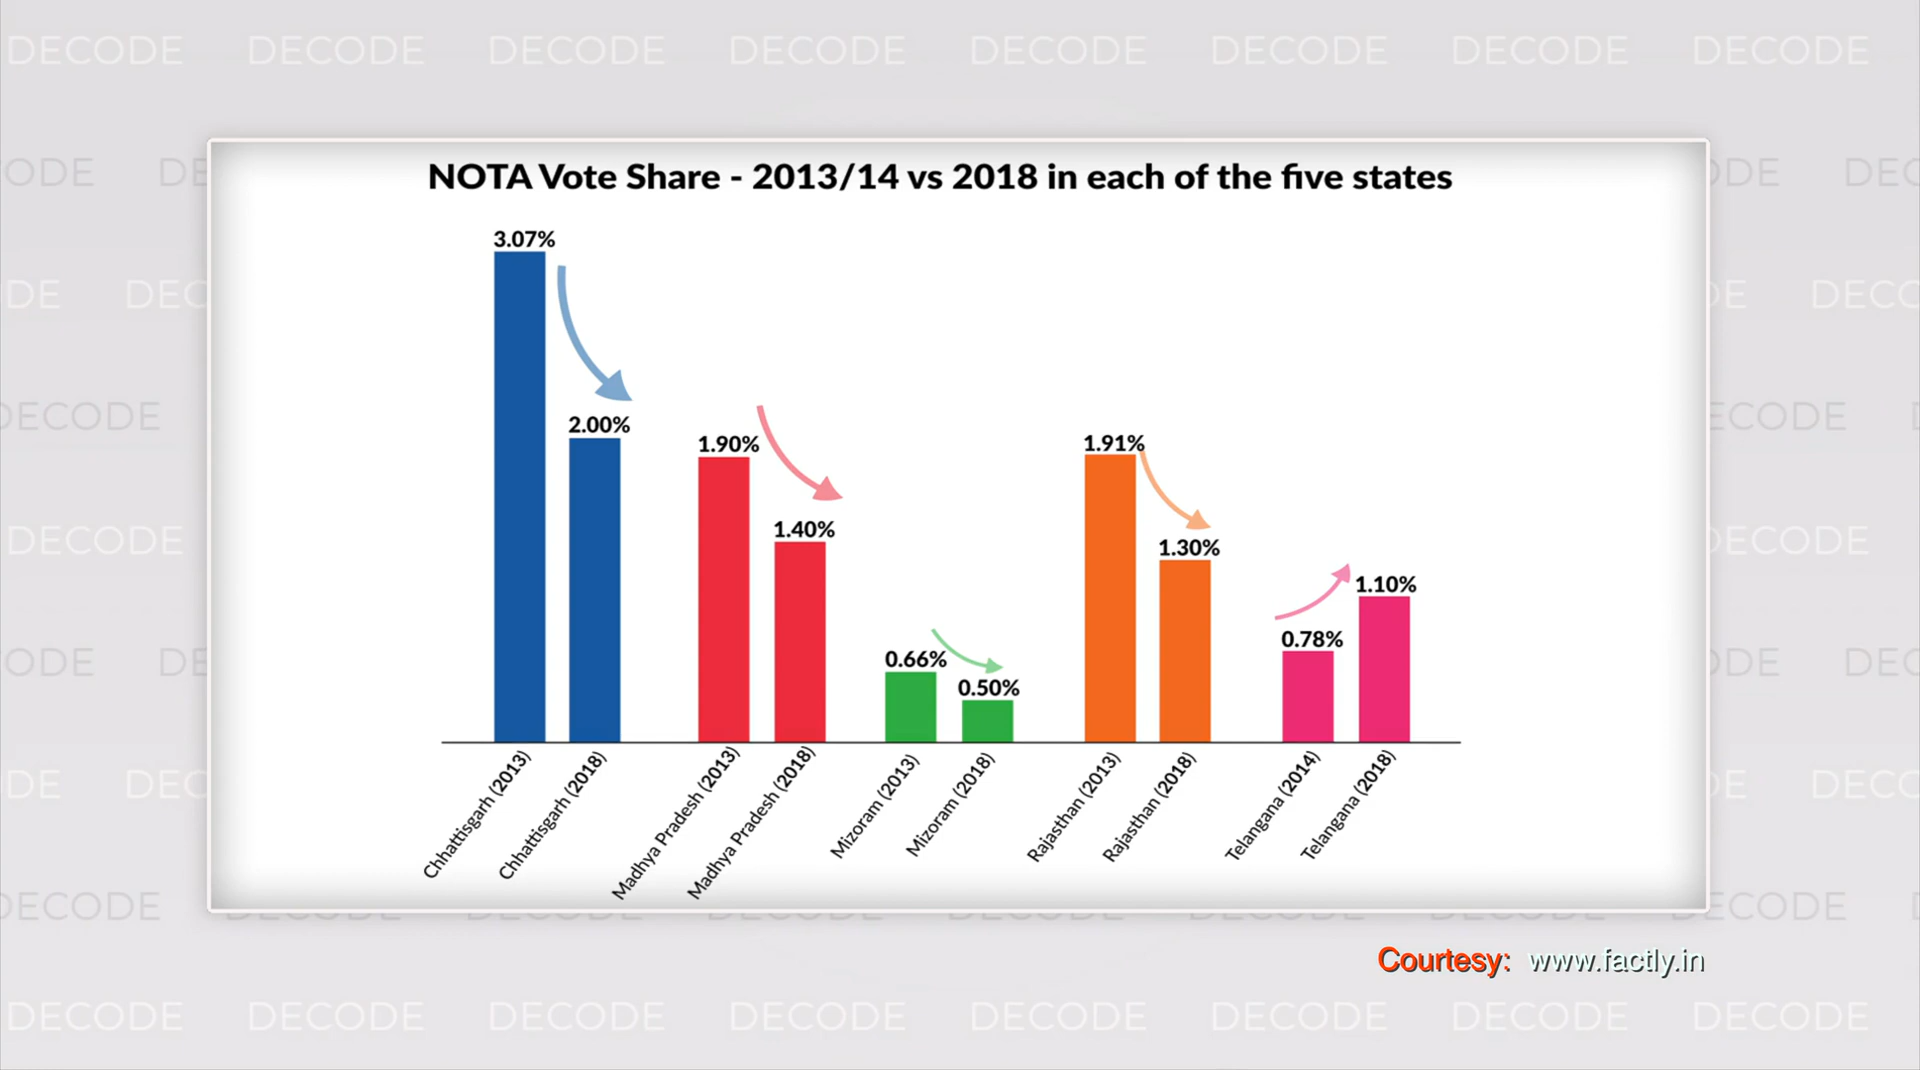 DECODE DECODE DECODE DECODE DECODE DECODE DECODE DECODE
NOTA Vote Share - 2013/14 vs 2018 in each of the five states
3.07%
2.00%
1.90%
1.40%
0.66%
0.50%
1.91%
1.30%
0.78%
1.10%
Chhattisgarh (2013)
Chhattisgarh (2018)
Madhya Pradesh (2013)
Madhya Pradesh (2018)
Mizoram (2013)
Mizoram (2018)
Rajasthan (2013)
Rajasthan (2018)
Telangana (2014)
Telangana (2018)
Courtesy: www.factly.in
DECODE DECODE DECODE DECODE DECODE DECODE DECODE DECODE